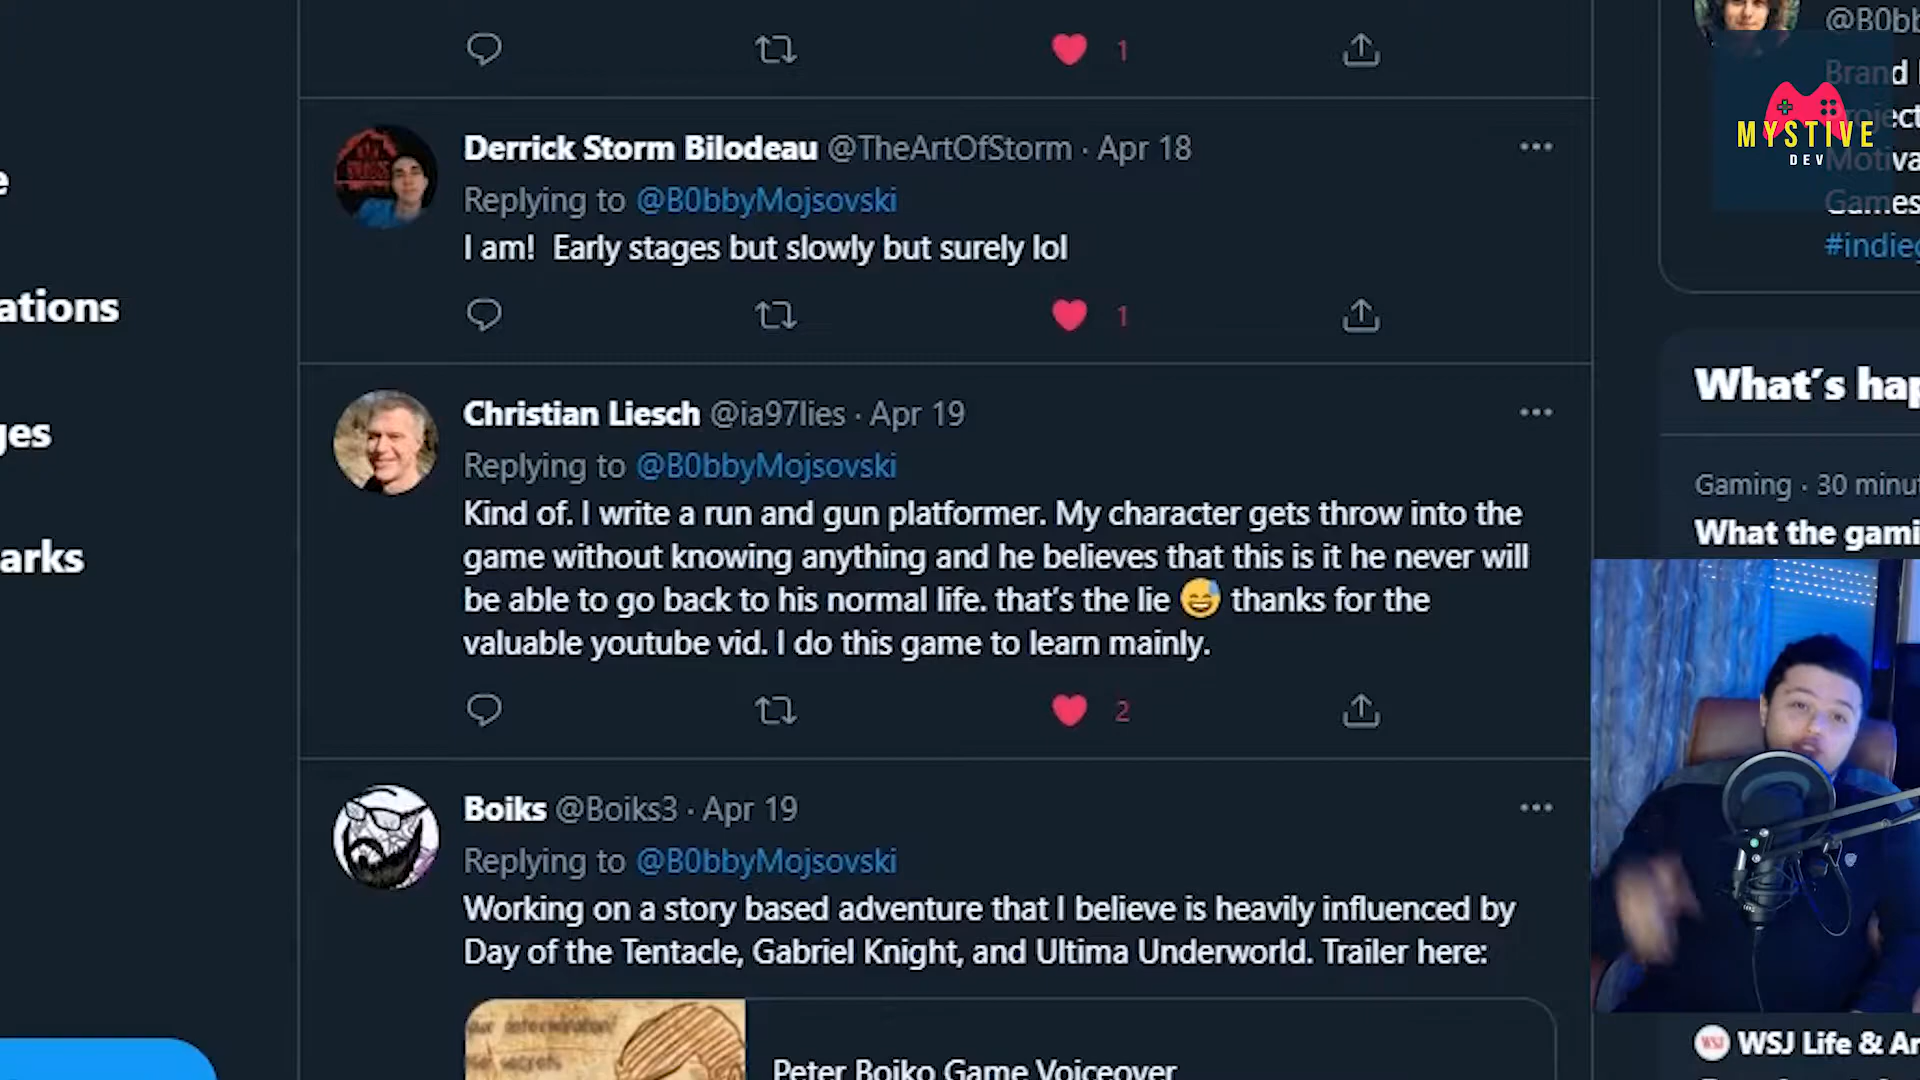 1
@B0bb
Brand
MYSTIVE
DEV
Motiva
Games
#indieg
Derrick Storm Bilodeau @TheArtOfStorm · Apr 18
Replying to @B0bbyMojsovski
I am!  Early stages but slowly but surely lol
1
ations
ges
arks
Christian Liesch @ia97lies · Apr 19
Replying to @B0bbyMojsovski
Kind of. I write a run and gun platformer. My character gets throw into the
game without knowing anything and he believes that this is it he never will
be able to go back to his normal life. that's the lie 😅 thanks for the
valuable youtube vid. I do this game to learn mainly.
2
What's hap
Gaming · 30 minut
What the gami
Boiks @Boiks3 · Apr 19
Replying to @B0bbyMojsovski
Working on a story based adventure that I believe is heavily influenced by
Day of the Tentacle, Gabriel Knight, and Ultima Underworld. Trailer here:
Peter Boiko Game Voiceover
WSJ Life & Ar